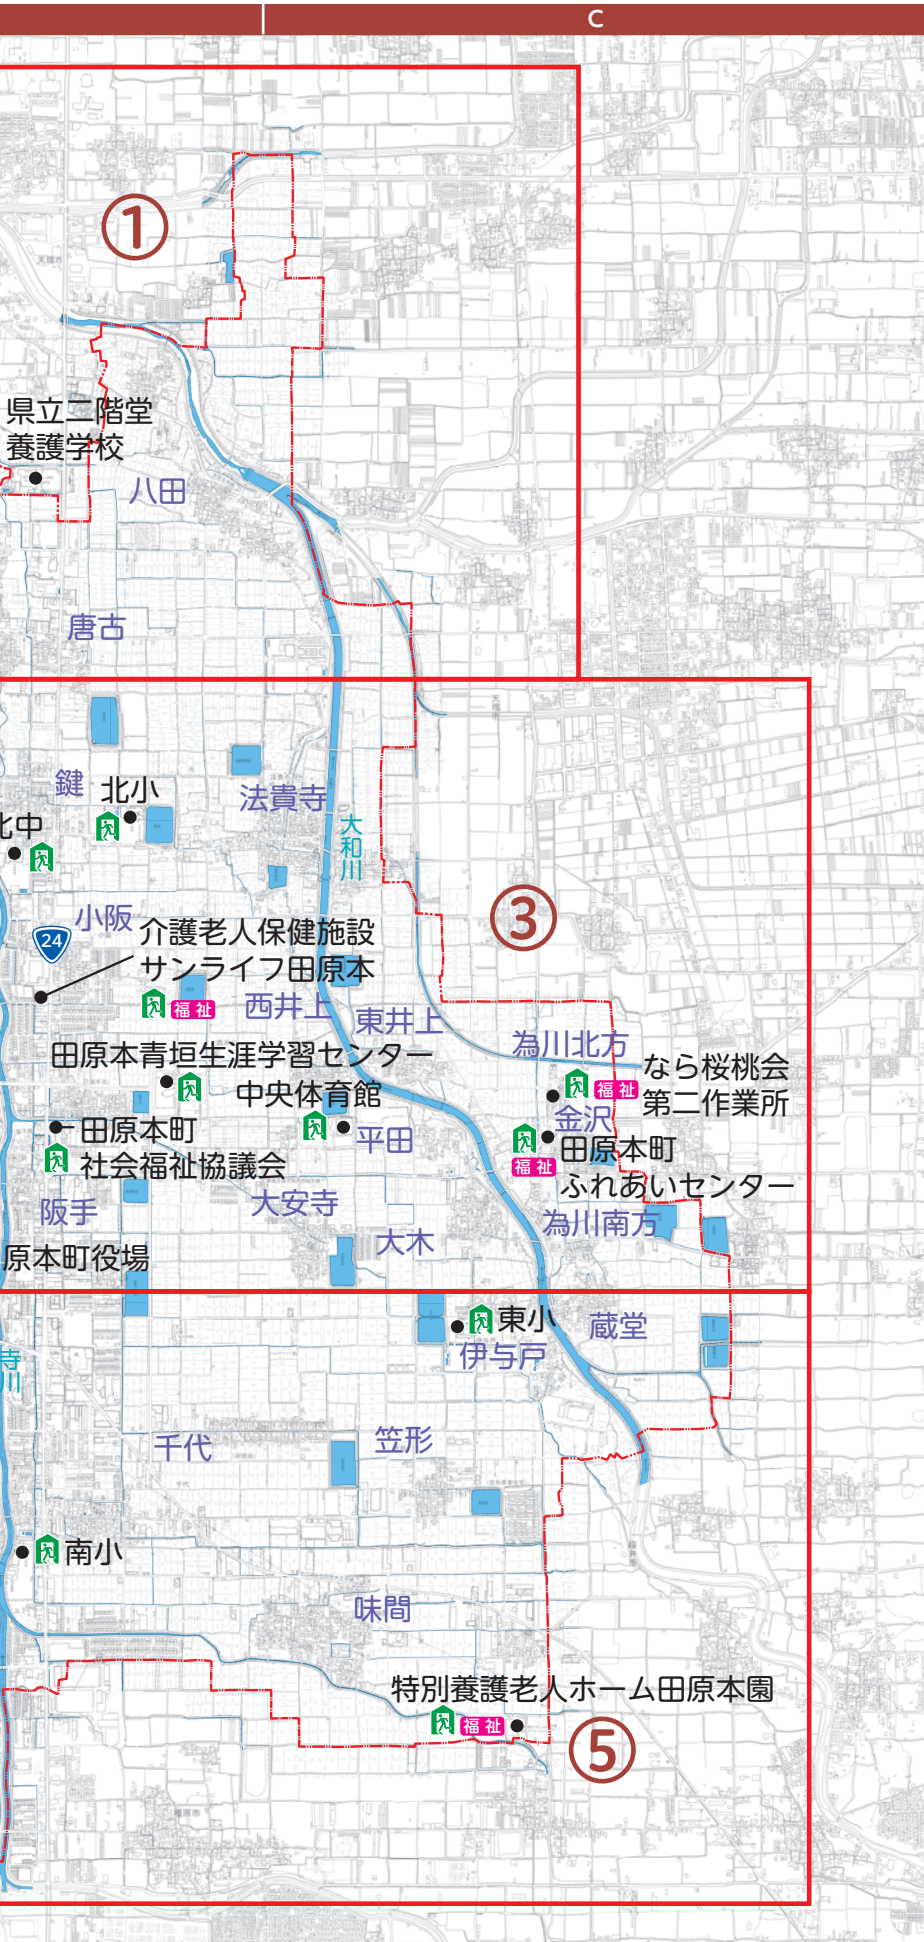 C
①
県立二階堂
養護学校
八田
唐古
鍵
北小
法貴寺
北中
大和川
小阪
③
24
介護老人保健施設
サンライフ田原本
福祉
西井上
東井上
為川北方
田原本青垣生涯学習センター
なら桜桃会
第二作業所
福祉
中央体育館
金沢
田原本町
社会福祉協議会
平田
田原本町
ふれあいセンター
福祉
阪手
大安寺
為川南方
大木
原本町役場
東小
蔵堂
伊与戸
寺川
千代
笠形
南小
味間
特別養護老人ホーム田原本園
福祉
⑤